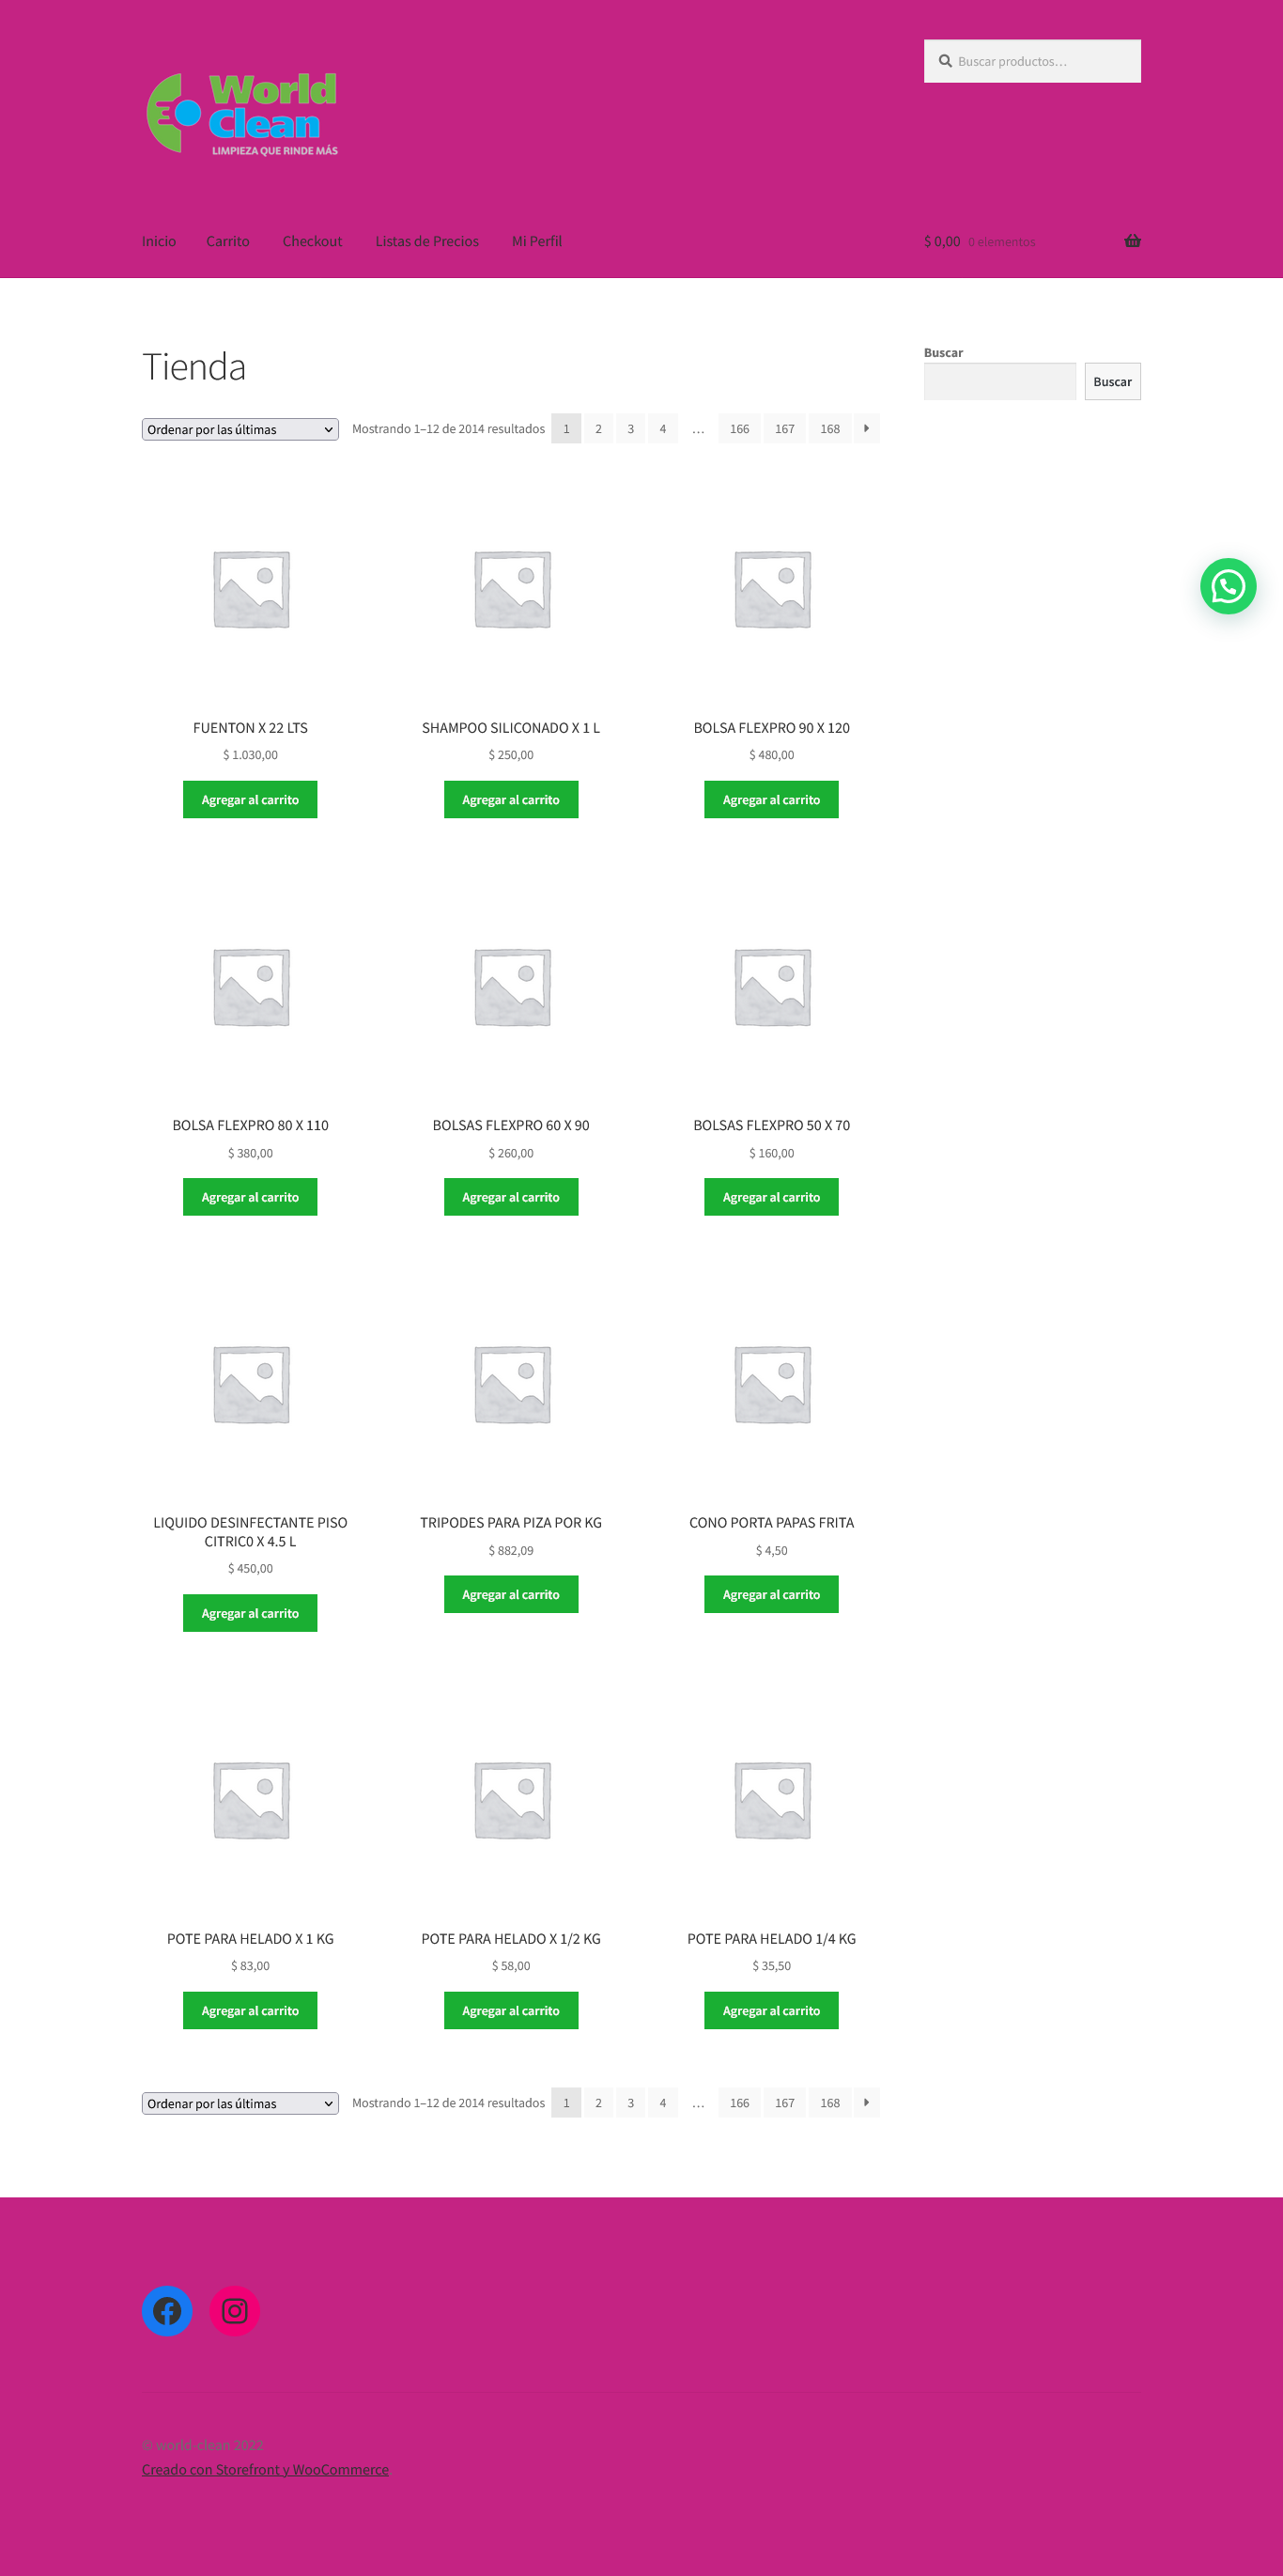 World
Clean
LIMPIEZA QUE RINDE MÁS
Buscar productos…
Inicio
Carrito
Checkout
Listas de Precios
Mi Perfil
$ 0,00 0 elementos
Tienda
Buscar
Buscar
Ordenar por las últimas
Mostrando 1–12 de 2014 resultados
1 2 3 4 … 166 167 168
FUENTON X 22 LTS
$ 1.030,00
Agregar al carrito
SHAMPOO SILICONADO X 1 L
$ 250,00
Agregar al carrito
BOLSA FLEXPRO 90 X 120
$ 480,00
Agregar al carrito
BOLSA FLEXPRO 80 X 110
$ 380,00
Agregar al carrito
BOLSAS FLEXPRO 60 X 90
$ 260,00
Agregar al carrito
BOLSAS FLEXPRO 50 X 70
$ 160,00
Agregar al carrito
LIQUIDO DESINFECTANTE PISO
CITRIC0 X 4.5 L
$ 450,00
Agregar al carrito
TRIPODES PARA PIZA POR KG
$ 882,09
Agregar al carrito
CONO PORTA PAPAS FRITA
$ 4,50
Agregar al carrito
POTE PARA HELADO X 1 KG
$ 83,00
Agregar al carrito
POTE PARA HELADO X 1/2 KG
$ 58,00
Agregar al carrito
POTE PARA HELADO 1/4 KG
$ 35,50
Agregar al carrito
Ordenar por las últimas
Mostrando 1–12 de 2014 resultados
1 2 3 4 … 166 167 168
© world-clean 2022
Creado con Storefront y WooCommerce